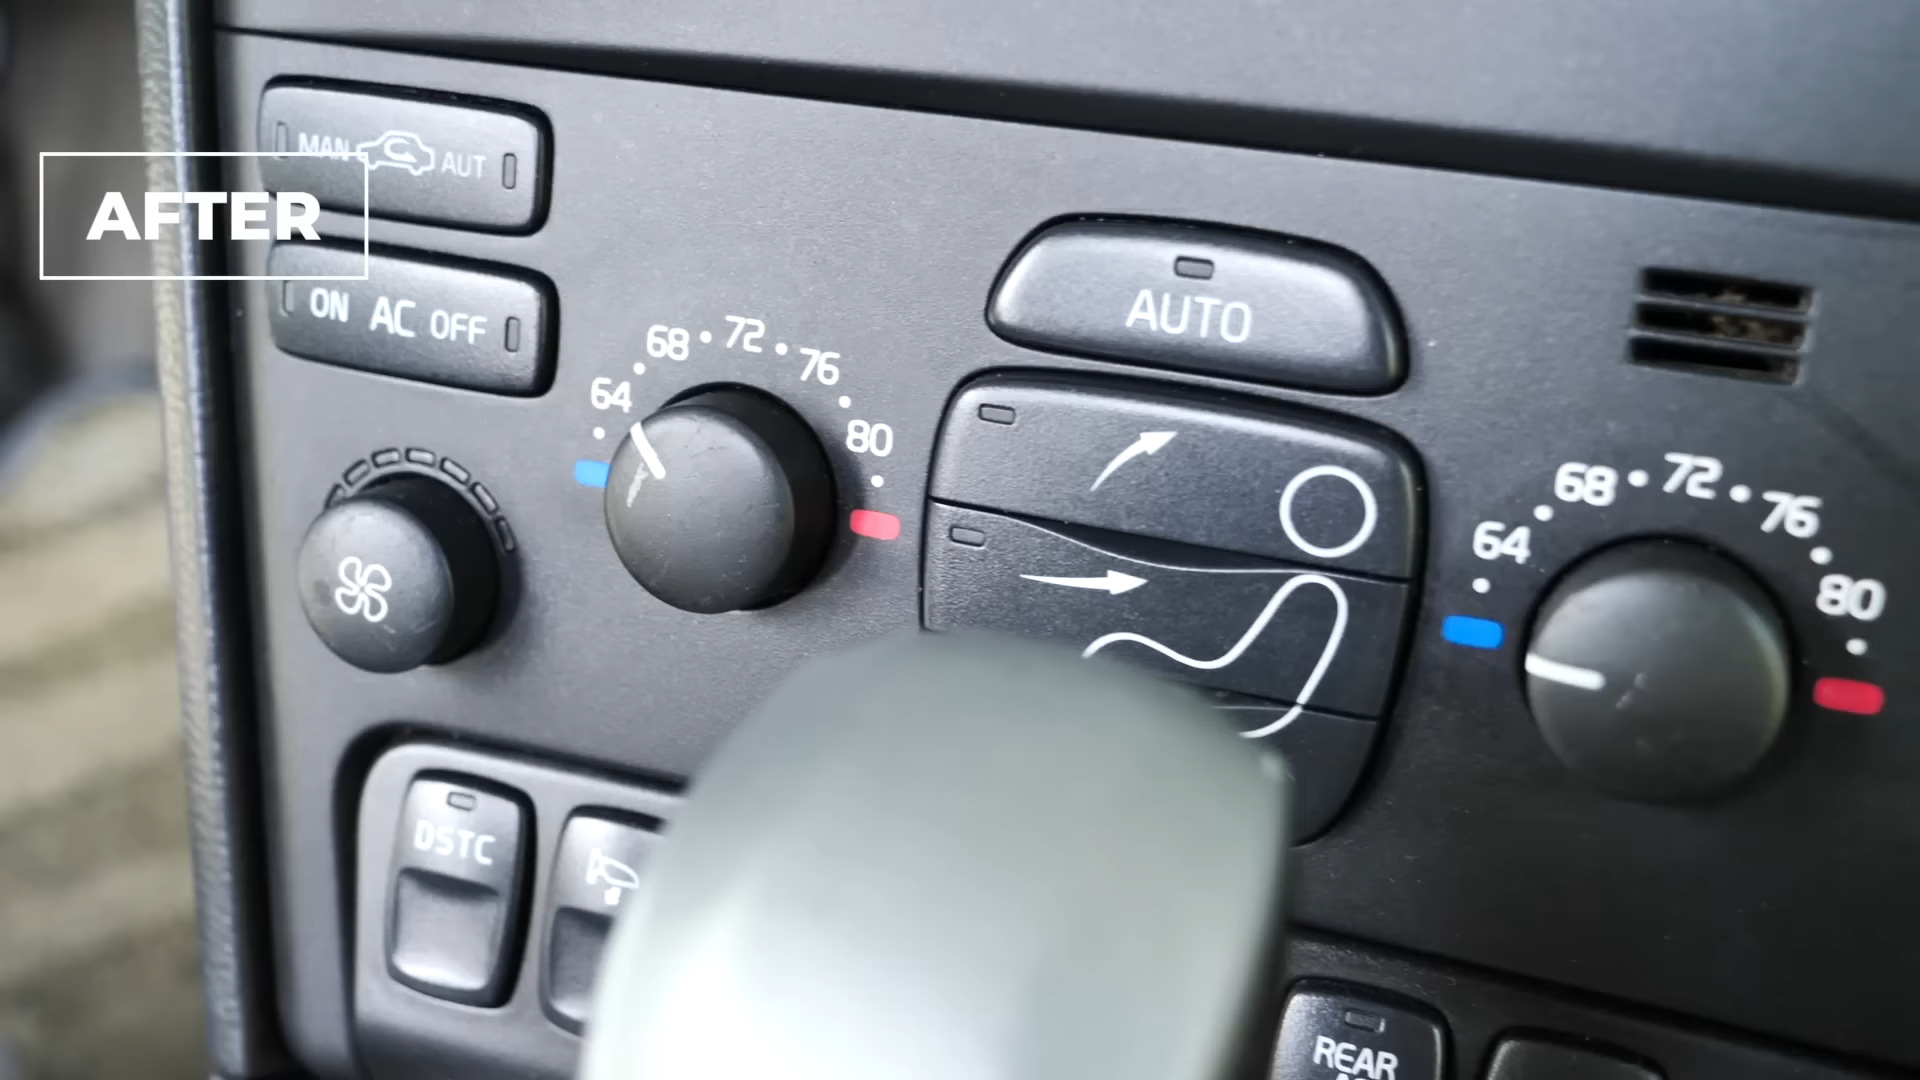 MAN AUT
AFTER
ON AC OFF
AUTO
64 68 72 76 80
64 68 72 76 80
DSTC
REAR